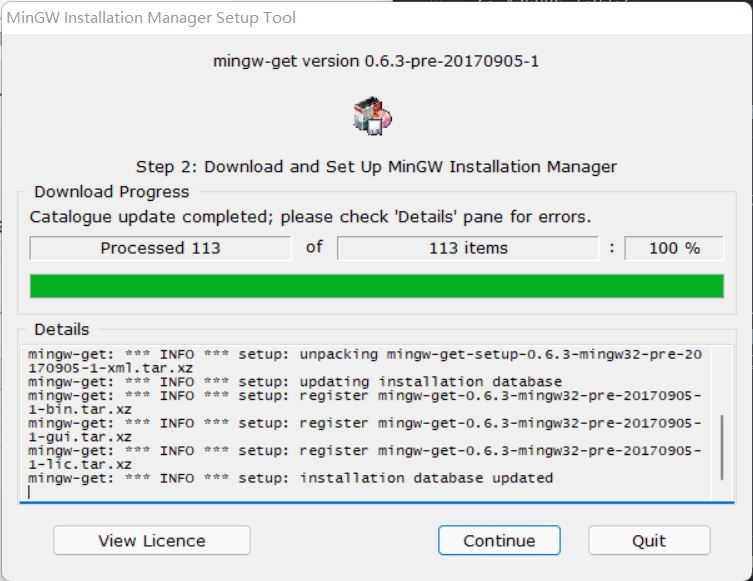 MinGW Installation Manager Setup Tool
mingw-get version 0.6.3-pre-20170905-1
Step 2: Download and Set Up MinGW Installation Manager
Download Progress
Catalogue update completed; please check 'Details' pane for errors.
Processed 113 of 113 items : 100 %
Details
mingw-get: *** INFO *** setup: unpacking mingw-get-setup-0.6.3-mingw32-pre-20
170905-1-xml.tar.xz
mingw-get: *** INFO *** setup: updating installation database
mingw-get: *** INFO *** setup: register mingw-get-0.6.3-mingw32-pre-20170905-
1-bin.tar.xz
mingw-get: *** INFO *** setup: register mingw-get-0.6.3-mingw32-pre-20170905-
1-gui.tar.xz
mingw-get: *** INFO *** setup: register mingw-get-0.6.3-mingw32-pre-20170905-
1-lic.tar.xz
mingw-get: *** INFO *** setup: installation database updated
View Licence Continue Quit